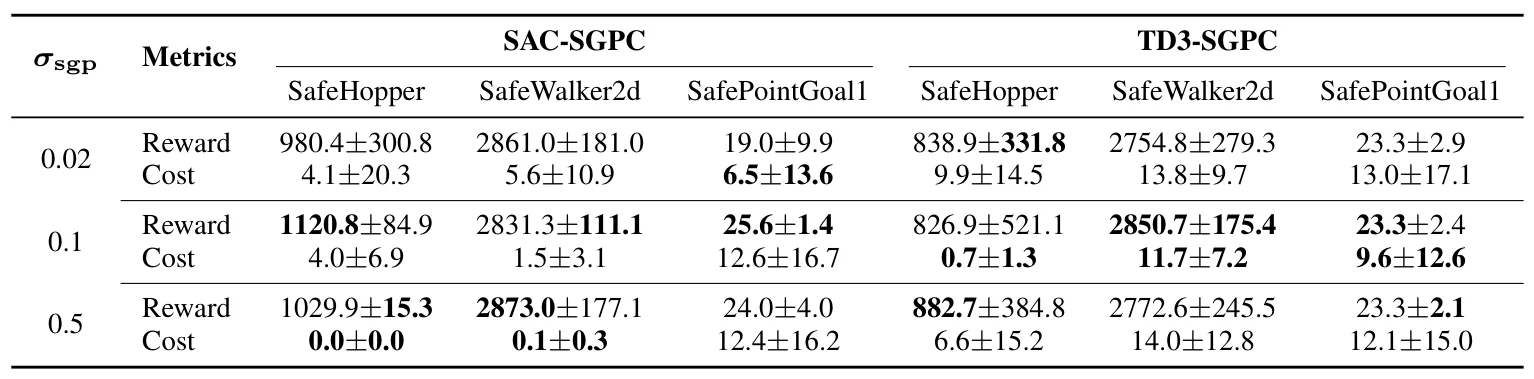 σsgp Metrics SAC-SGPC TD3-SGPC
SafeHopper SafeWalker2d SafePointGoal1 SafeHopper SafeWalker2d SafePointGoal1
0.02 Reward 980.4±300.8 2861.0±181.0 19.0±9.9 838.9±331.8 2754.8±279.3 23.3±2.9
Cost 4.1±20.3 5.6±10.9 6.5±13.6 9.9±14.5 13.8±9.7 13.0±17.1
0.1 Reward 1120.8±84.9 2831.3±111.1 25.6±1.4 826.9±521.1 2850.7±175.4 23.3±2.4
Cost 4.0±6.9 1.5±3.1 12.6±16.7 0.7±1.3 11.7±7.2 9.6±12.6
0.5 Reward 1029.9±15.3 2873.0±177.1 24.0±4.0 882.7±384.8 2772.6±245.5 23.3±2.1
Cost 0.0±0.0 0.1±0.3 12.4±16.2 6.6±15.2 14.0±12.8 12.1±15.0